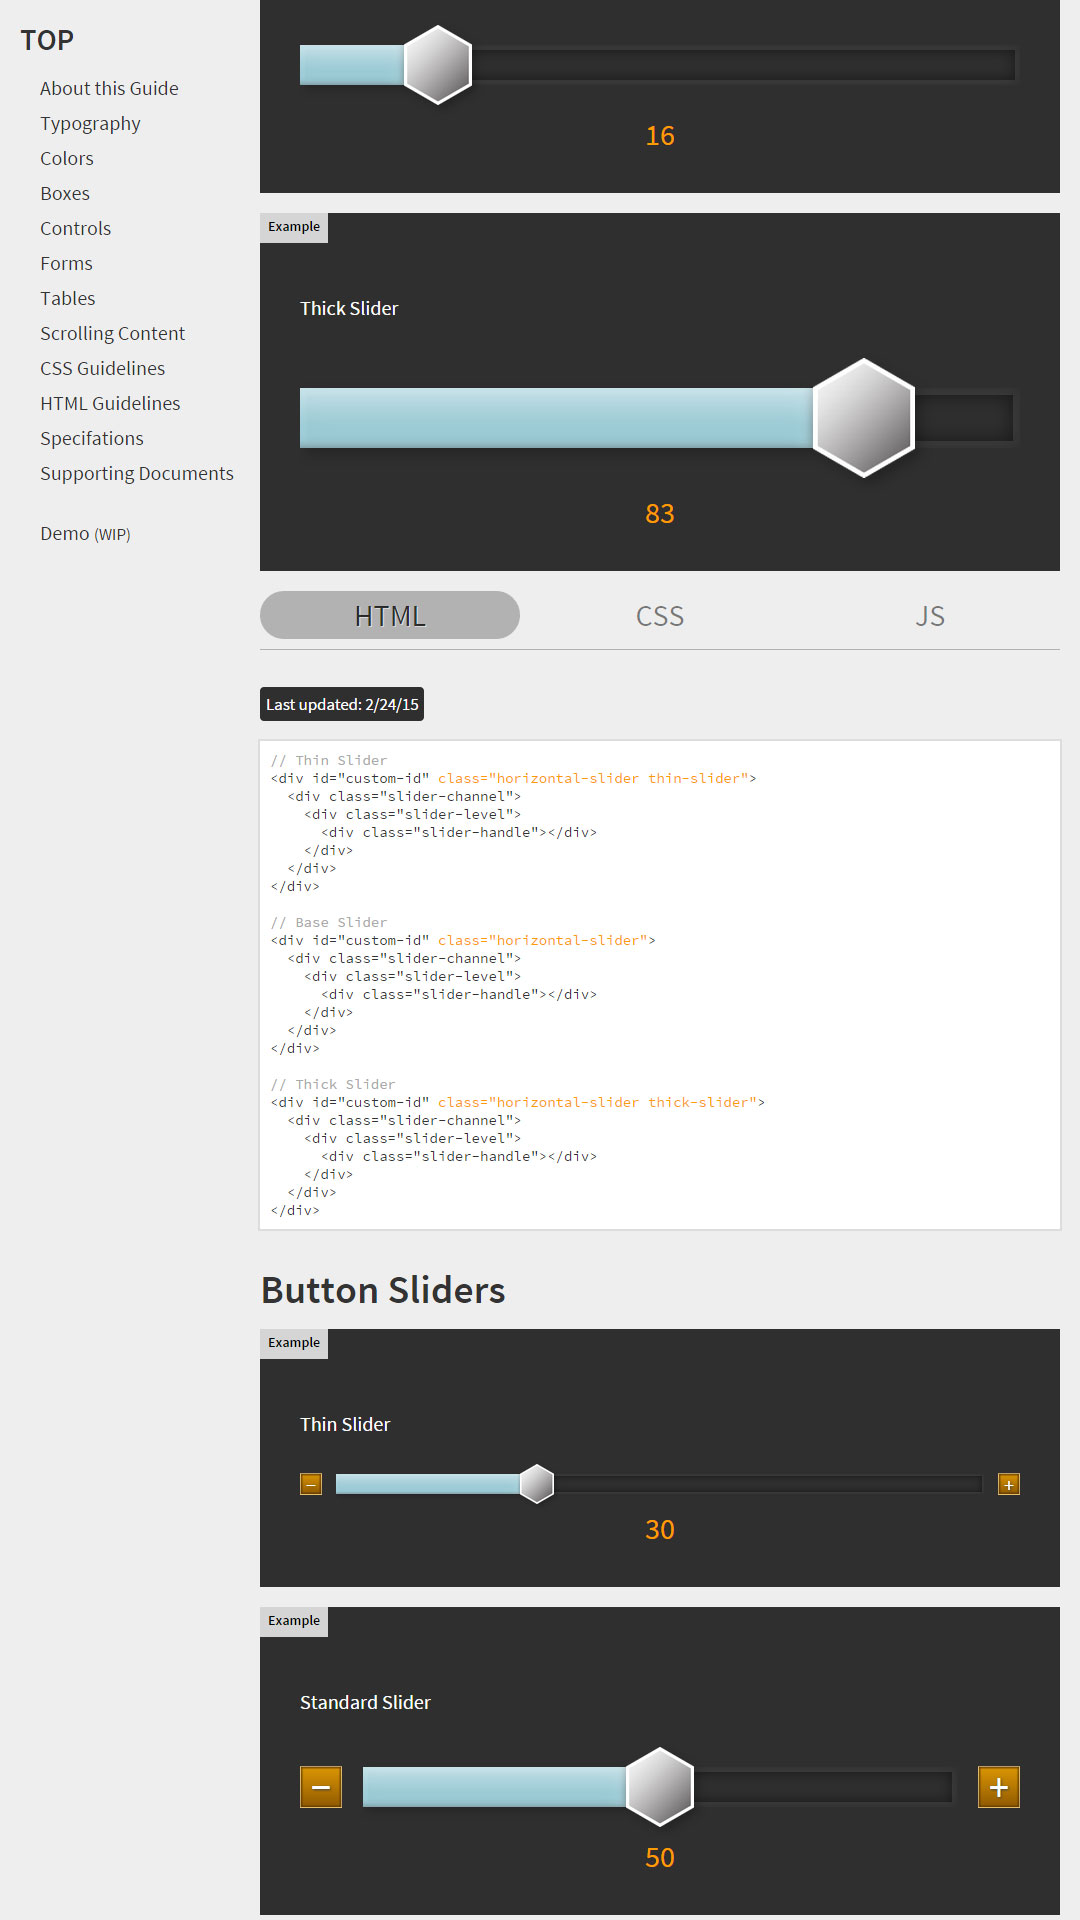 TOP
About this Guide
Typography
Colors
Boxes
Controls
Forms
Tables
Scrolling Content
CSS Guidelines
HTML Guidelines
Specifations
Supporting Documents
Demo (WIP)
16
Example
Thick Slider
83
HTML CSS JS
Last updated: 2/24/15
// Thin Slider
<div id="custom-id" class="horizontal-slider thin-slider">
  <div class="slider-channel">
    <div class="slider-level">
      <div class="slider-handle"></div>
    </div>
  </div>
</div>
// Base Slider
<div id="custom-id" class="horizontal-slider">
  <div class="slider-channel">
    <div class="slider-level">
      <div class="slider-handle"></div>
    </div>
  </div>
</div>
// Thick Slider
<div id="custom-id" class="horizontal-slider thick-slider">
  <div class="slider-channel">
    <div class="slider-level">
      <div class="slider-handle"></div>
    </div>
  </div>
</div>
Button Sliders
Example
Thin Slider
− +
30
Example
Standard Slider
− +
50